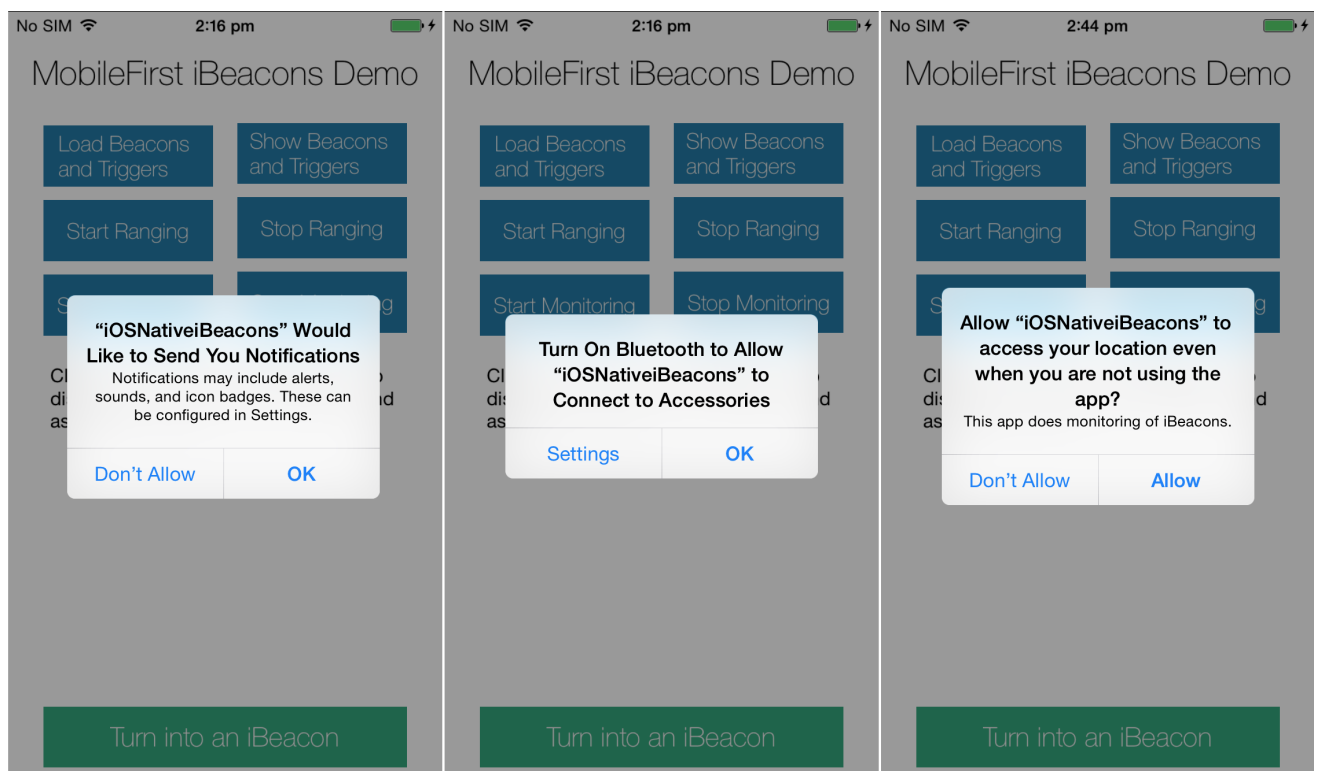 No SIM 2:16 pm
MobileFirst iBeacons Demo
Load Beacons
and Triggers
Show Beacons
and Triggers
Start Ranging
Stop Ranging
“iOSNativeiBeacons” Would
Like to Send You Notifications
Notifications may include alerts,
sounds, and icon badges. These can
be configured in Settings.
Don’t Allow
OK
Turn into an iBeacon
No SIM 2:16 pm
MobileFirst iBeacons Demo
Load Beacons
and Triggers
Show Beacons
and Triggers
Start Ranging
Stop Ranging
Start Monitoring
Stop Monitoring
Turn On Bluetooth to Allow
“iOSNativeiBeacons” to
Connect to Accessories
Settings
OK
Turn into an iBeacon
No SIM 2:44 pm
MobileFirst iBeacons Demo
Load Beacons
and Triggers
Show Beacons
and Triggers
Start Ranging
Stop Ranging
Allow “iOSNativeiBeacons” to
access your location even
when you are not using the
app?
This app does monitoring of iBeacons.
Don’t Allow
Allow
Turn into an iBeacon